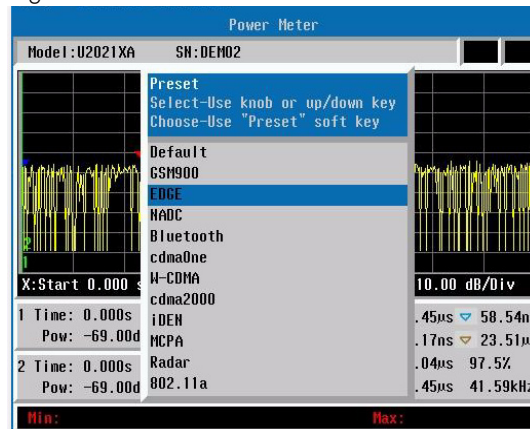 Power Meter
Model:U2021XA SN:DEMO2
Preset
Select-Use knob or up/down key
Choose-Use "Preset" soft key
Default
GSM900
EDGE
NADC
Bluetooth
cdmaOne
W-CDMA
cdma2000
iDEN
MCPA
Radar
802.11a
2
1
X:Start 0.000 10.00 dB/Div
1 Time: 0.000s .45µs 58.54n
Pow: -69.00d .17ns 23.51µ
2 Time: 0.000s .04µs 97.5%
Pow: -69.00d .45µs 41.59kHz
Min: Max: